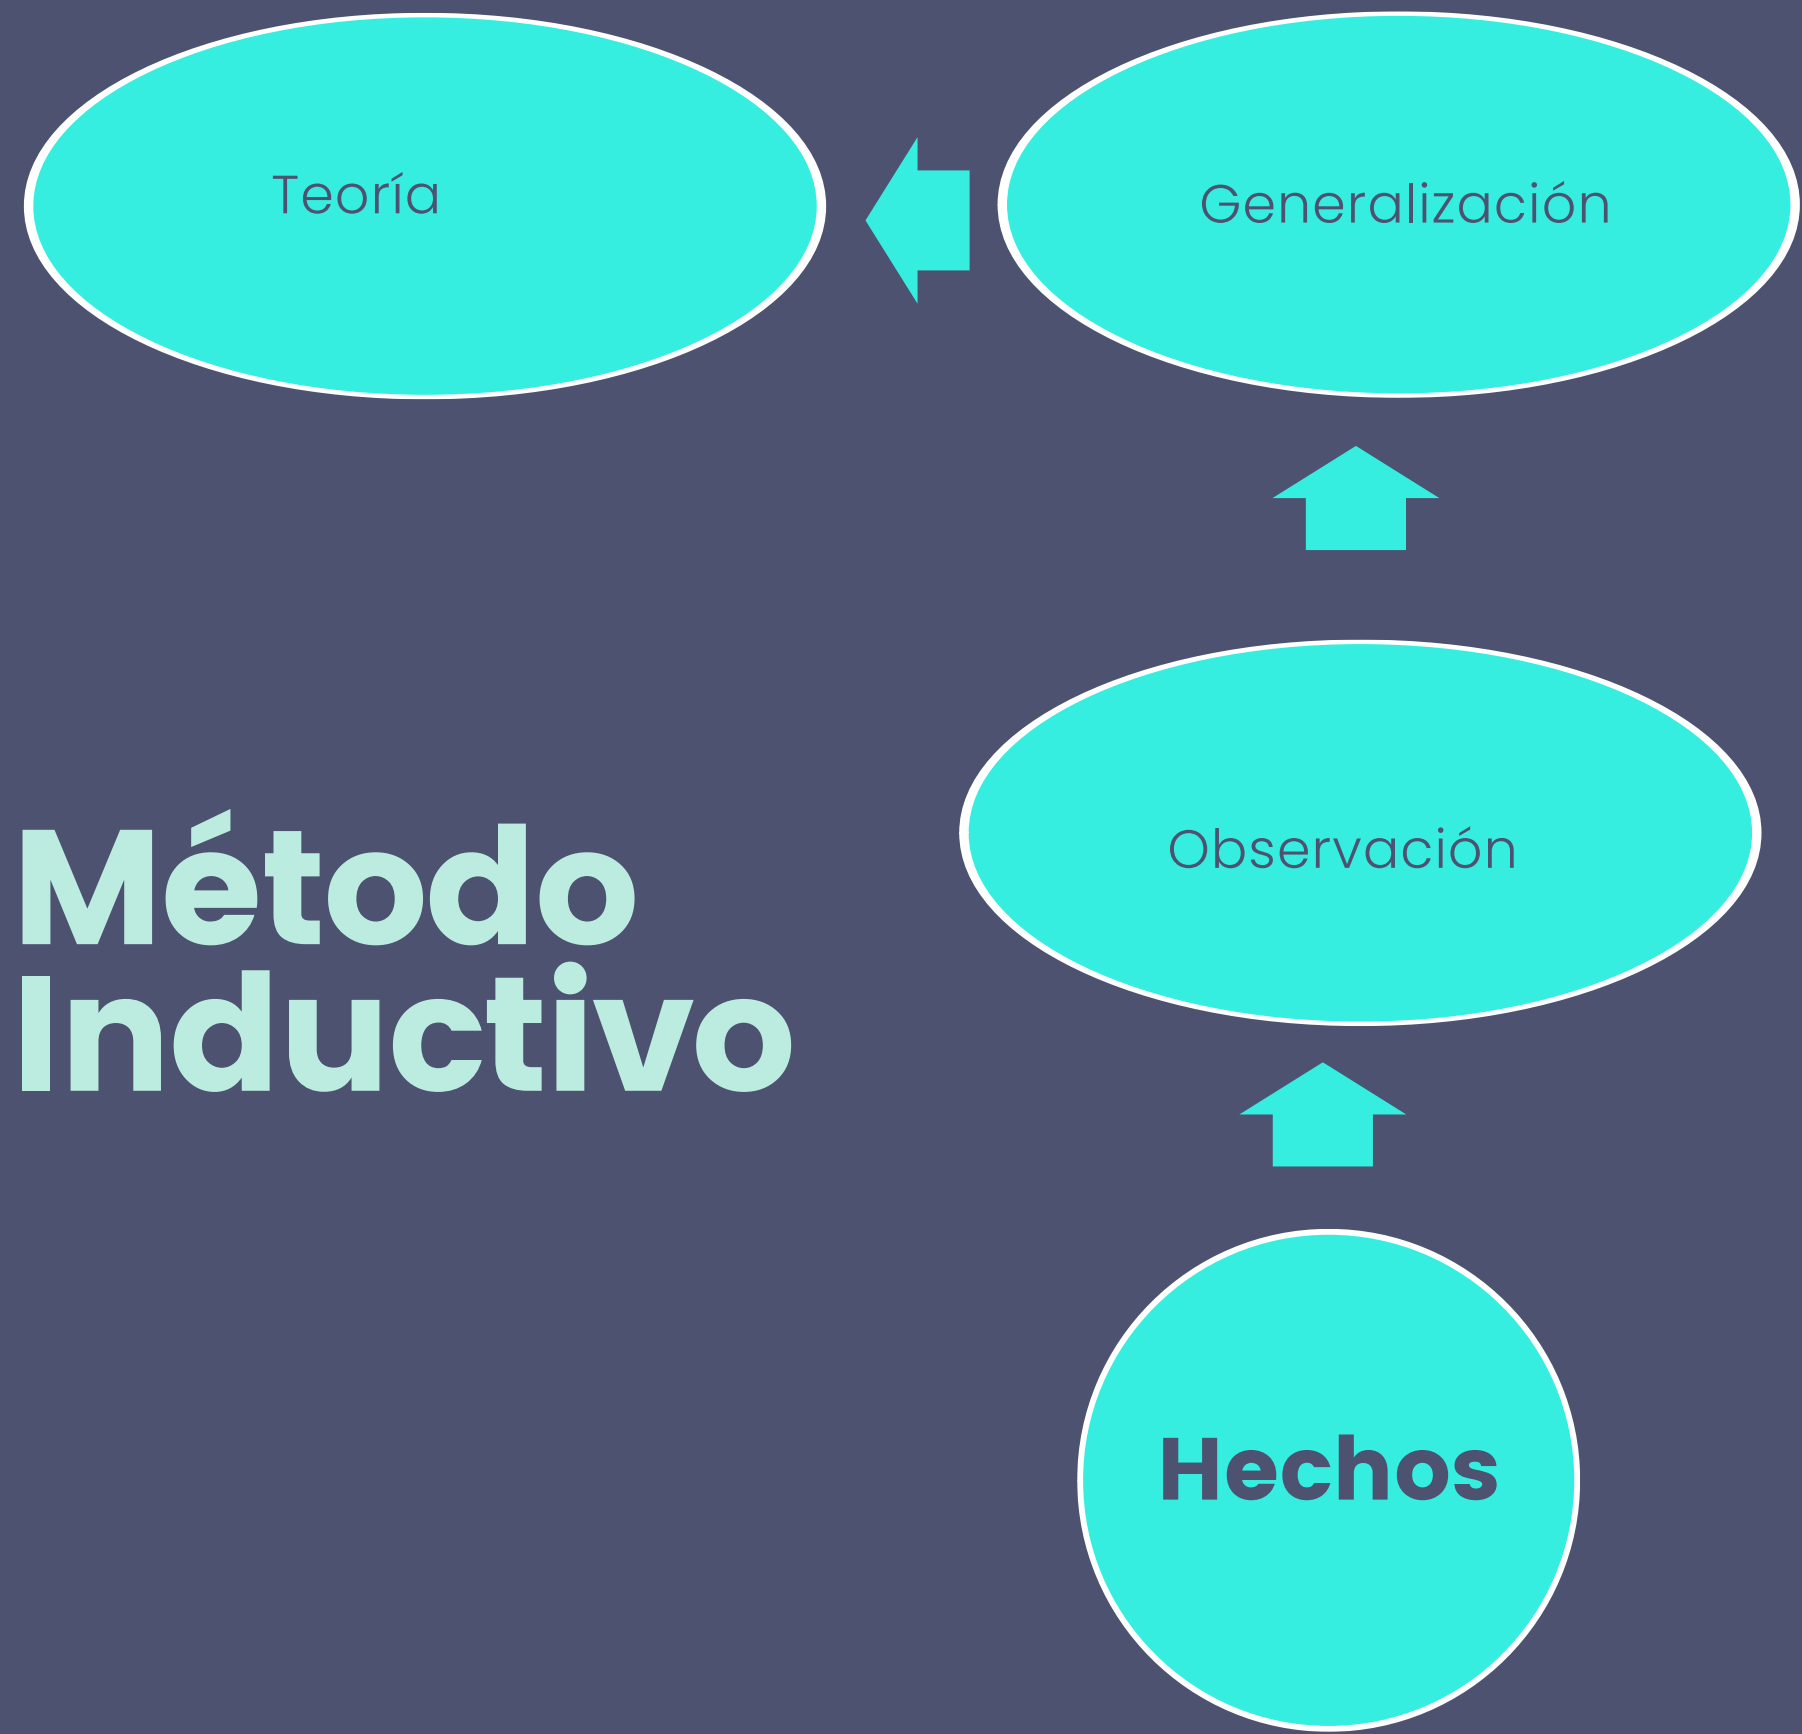 Teoría
Generalización
Observación
Método
Inductivo
Hechos